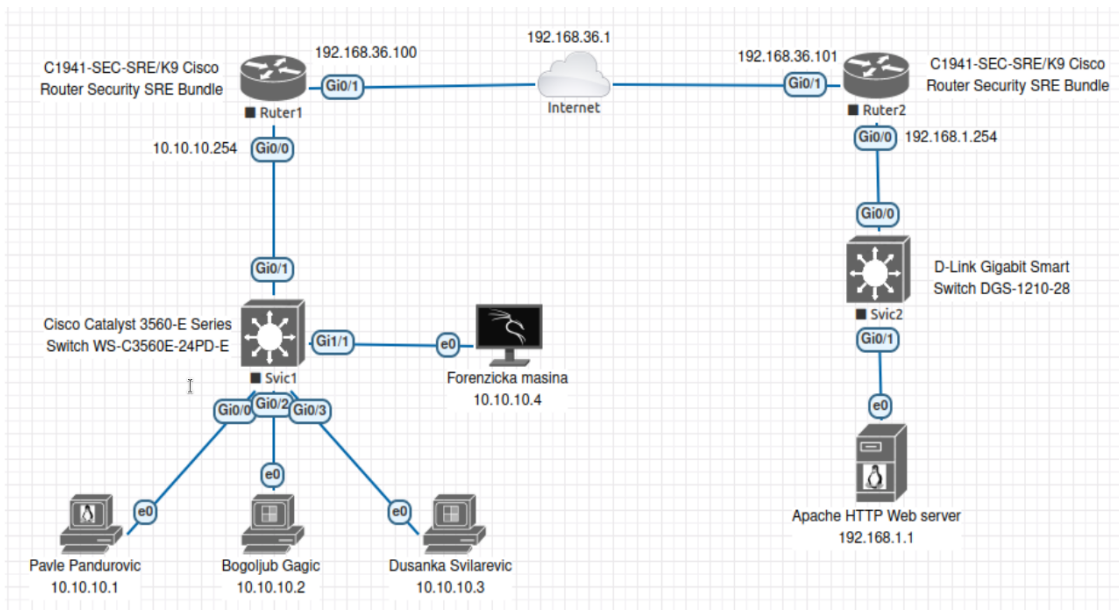 192.168.36.1
192.168.36.100
192.168.36.101
C1941-SEC-SRE/K9 Cisco
Router Security SRE Bundle
Gi0/1
Internet
Gi0/1
C1941-SEC-SRE/K9 Cisco
Router Security SRE Bundle
Ruter1
Ruter2
10.10.10.254
Gi0/0
Gi0/0
192.168.1.254
Gi0/0
Gi0/1
D-Link Gigabit Smart
Switch DGS-1210-28
Svic2
Cisco Catalyst 3560-E Series
Switch WS-C3560E-24PD-E
Gi1/1
e0
Gi0/1
Svic1
Forenzicka masina
10.10.10.4
Gi0/0
Gi0/2
Gi0/3
e0
e0
e0
e0
Apache HTTP Web server
192.168.1.1
Pavle Pandurovic
10.10.10.1
Bogoljub Gagic
10.10.10.2
Dusanka Svilarevic
10.10.10.3